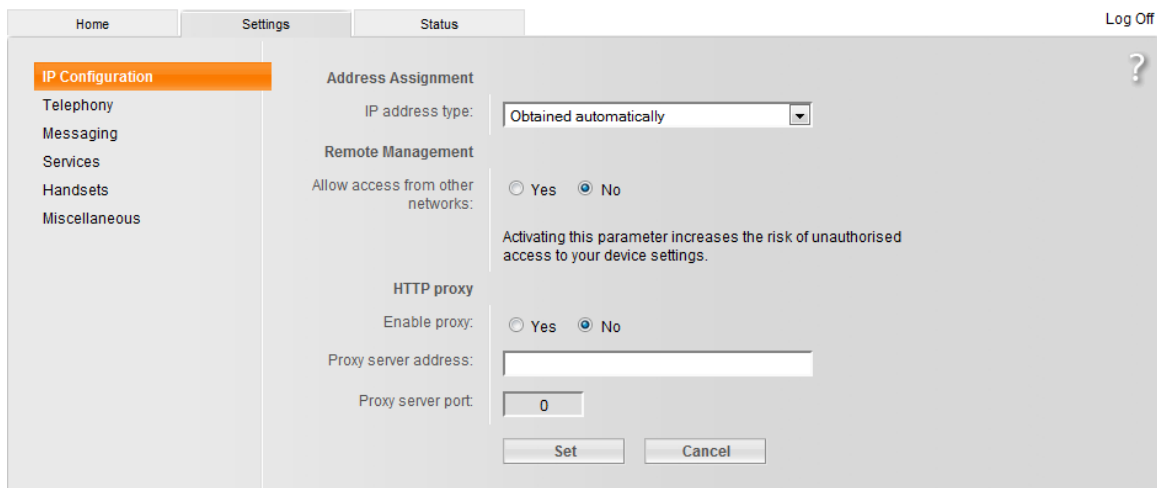 Home
Settings
Status
Log Off
?
IP Configuration
Telephony
Messaging
Services
Handsets
Miscellaneous
Address Assignment
IP address type:
Obtained automatically
Remote Management
Allow access from other
networks:
Yes No
Activating this parameter increases the risk of unauthorised
access to your device settings.
HTTP proxy
Enable proxy:
Yes No
Proxy server address:
Proxy server port:
0
Set
Cancel